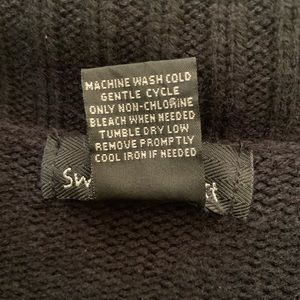 MACHINE WASH COLD
GENTLE CYCLE
ONLY NON-CHLORINE
BLEACH WHEN NEEDED
TUMBLE DRY LOW
REMOVE PROMPTLY
COOL IRON IF NEEDED